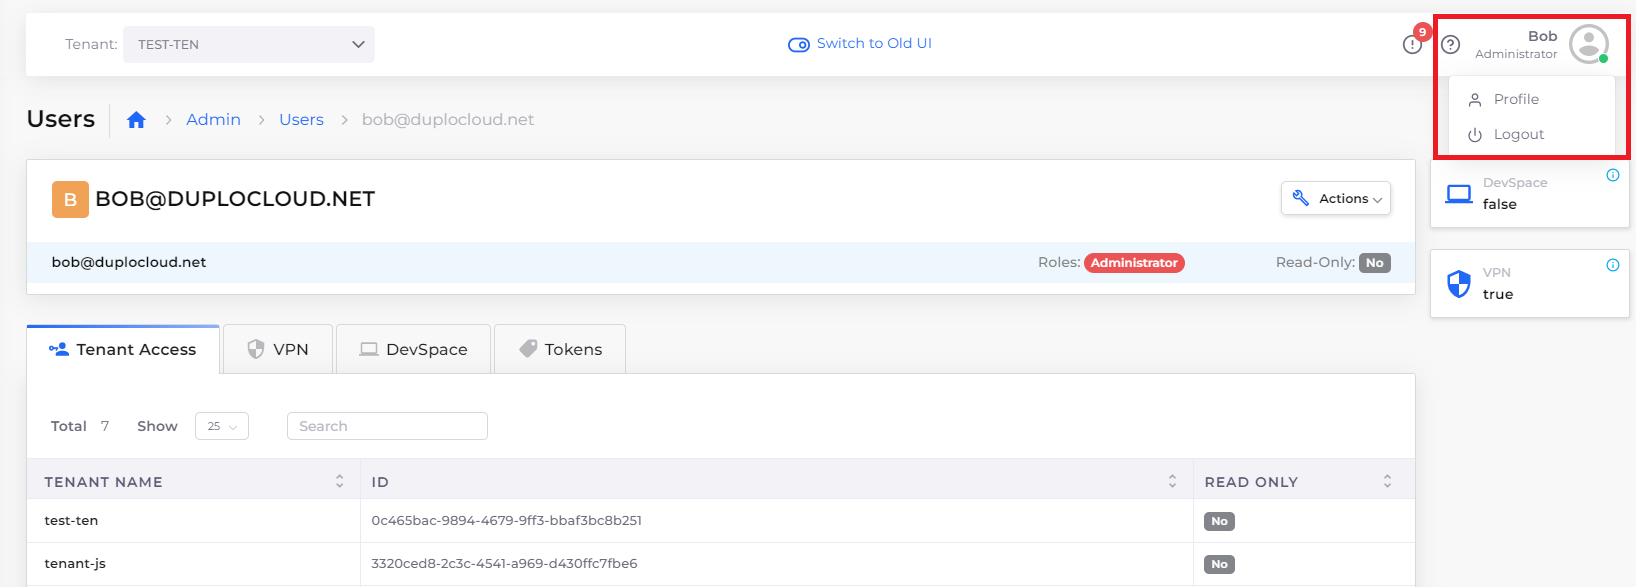 Tenant: TEST-TEN Switch to Old UI 9 Bob
Administrator
Profile
Logout
Users Admin Users bob@duplocloud.net
B BOB@DUPLOCLOUD.NET Actions
bob@duplocloud.net Roles: Administrator Read-Only: No
DevSpace
false
VPN
true
Tenant Access VPN DevSpace Tokens
Total 7 Show 25 Search
TENANT NAME ID READ ONLY
test-ten 0c465bac-9894-4679-9ff3-bbaf3bc8b251 No
tenant-js 3320ced8-2c3c-4541-a969-d430ffc7fbe6 No